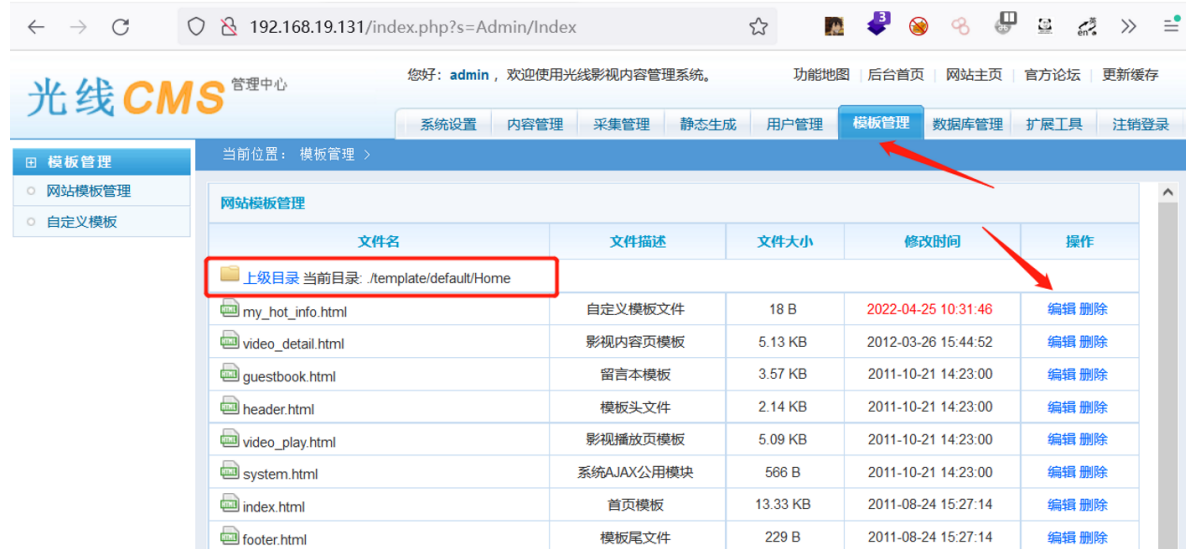 192.168.19.131/index.php?s=Admin/Index
3
光线CMS 管理中心
您好：admin ，欢迎使用光线影视内容管理系统。
功能地图 | 后台首页 | 网站主页 | 官方论坛 | 更新缓存
系统设置 内容管理 采集管理 静态生成 用户管理 模板管理 数据库管理 扩展工具 注销登录
模板管理
网站模板管理
自定义模板
当前位置： 模板管理 >
网站模板管理
文件名 文件描述 文件大小 修改时间 操作
上级目录 当前目录: ./template/default/Home
my_hot_info.html 自定义模板文件 18 B 2022-04-25 10:31:46 编辑 删除
video_detail.html 影视内容页模板 5.13 KB 2012-03-26 15:44:52 编辑 删除
guestbook.html 留言本模板 3.57 KB 2011-10-21 14:23:00 编辑 删除
header.html 模板头文件 2.14 KB 2011-10-21 14:23:00 编辑 删除
video_play.html 影视播放页模板 5.09 KB 2011-10-21 14:23:00 编辑 删除
system.html 系统AJAX公用模块 566 B 2011-10-21 14:23:00 编辑 删除
index.html 首页模板 13.33 KB 2011-08-24 15:27:14 编辑 删除
footer.html 模板尾文件 229 B 2011-08-24 15:27:14 编辑 删除